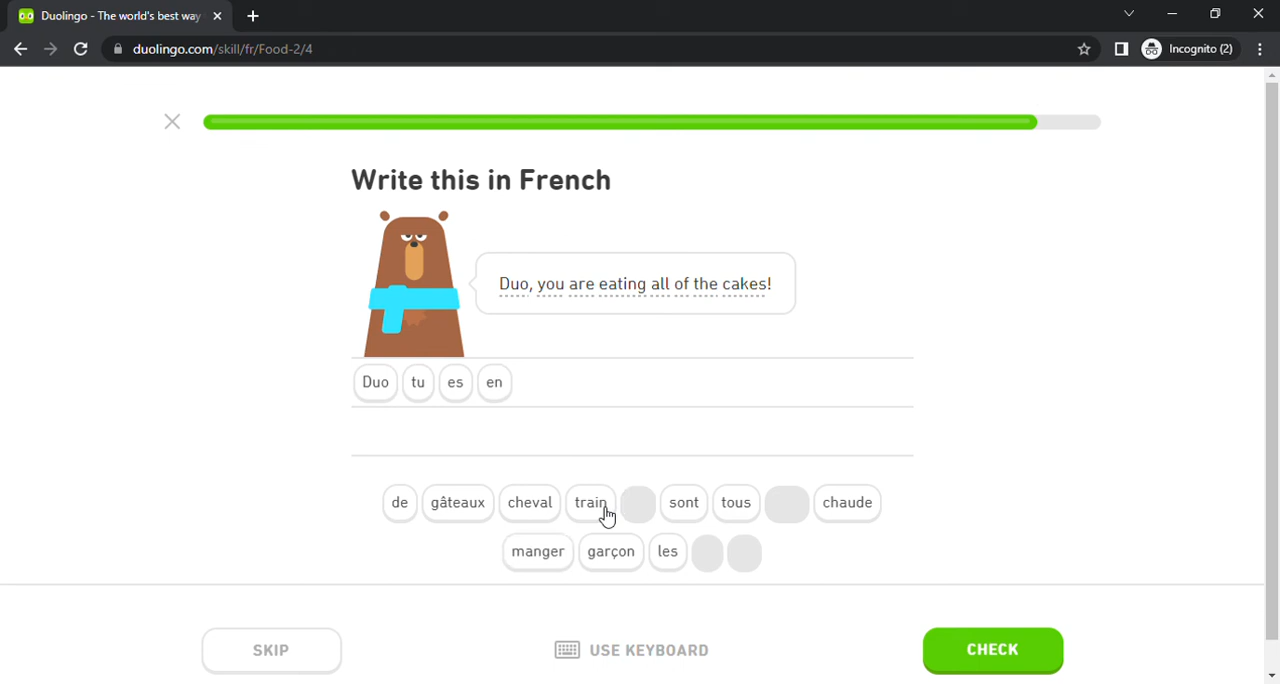 Duolingo - The world's best way
duolingo.com/skill/fr/Food-2/4
Incognito (2)
Write this in French
Duo, you are eating all of the cakes!
Duo tu es en
de gâteaux cheval train sont tous chaude
manger garçon les
SKIP USE KEYBOARD CHECK